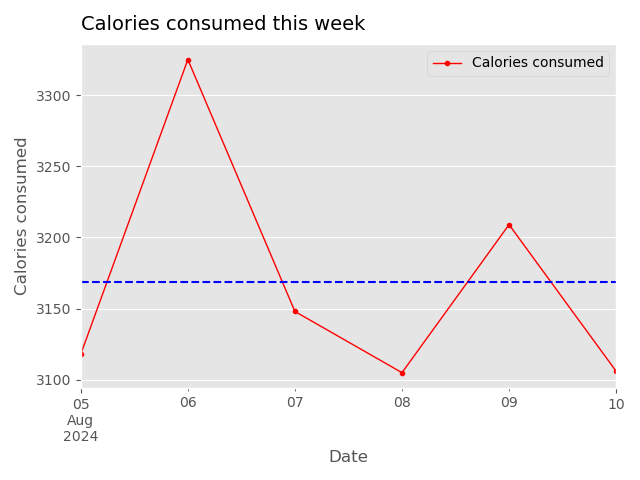 Calories consumed this week
Calories consumed
3300
3250
3200
3150
3100
Calories consumed
05
Aug
2024
06
07
08
09
10
Date